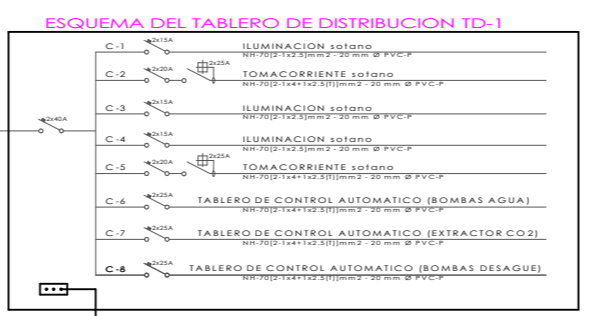 ESQUEMA DEL TABLERO DE DISTRIBUCION TD-1
2x40A
C-1 2x15A ILUMINACION sotano
NH-70[2-1x2.5]mm2 - 20 mm Ø PVC-P
C-2 2x20A 2x25A TOMACORRIENTE sotano
NH-70[2-1x4+1x2.5(T)]mm2 - 20 mm Ø PVC-P
C-3 2x15A ILUMINACION sotano
NH-70[2-1x2.5]mm2 - 20 mm Ø PVC-P
C-4 2x15A ILUMINACION sotano
NH-70[2-1x2.5]mm2 - 20 mm Ø PVC-P
C-5 2x20A 2x25A TOMACORRIENTE sotano
NH-70[2-1x4+1x2.5(T)]mm2 - 20 mm Ø PVC-P
C-6 2x25A TABLERO DE CONTROL AUTOMATICO (BOMBAS AGUA)
NH-70[2-1x4+1x2.5(T)]mm2 - 20 mm Ø PVC-P
C-7 2x25A TABLERO DE CONTROL AUTOMATICO (EXTRACTOR CO2)
NH-70[2-1x4+1x2.5(T)]mm2 - 20 mm Ø PVC-P
C-8 2x25A TABLERO DE CONTROL AUTOMATICO (BOMBAS DESAGUE)
NH-70[2-1x4+1x2.5(T)]mm2 - 20 mm Ø PVC-P